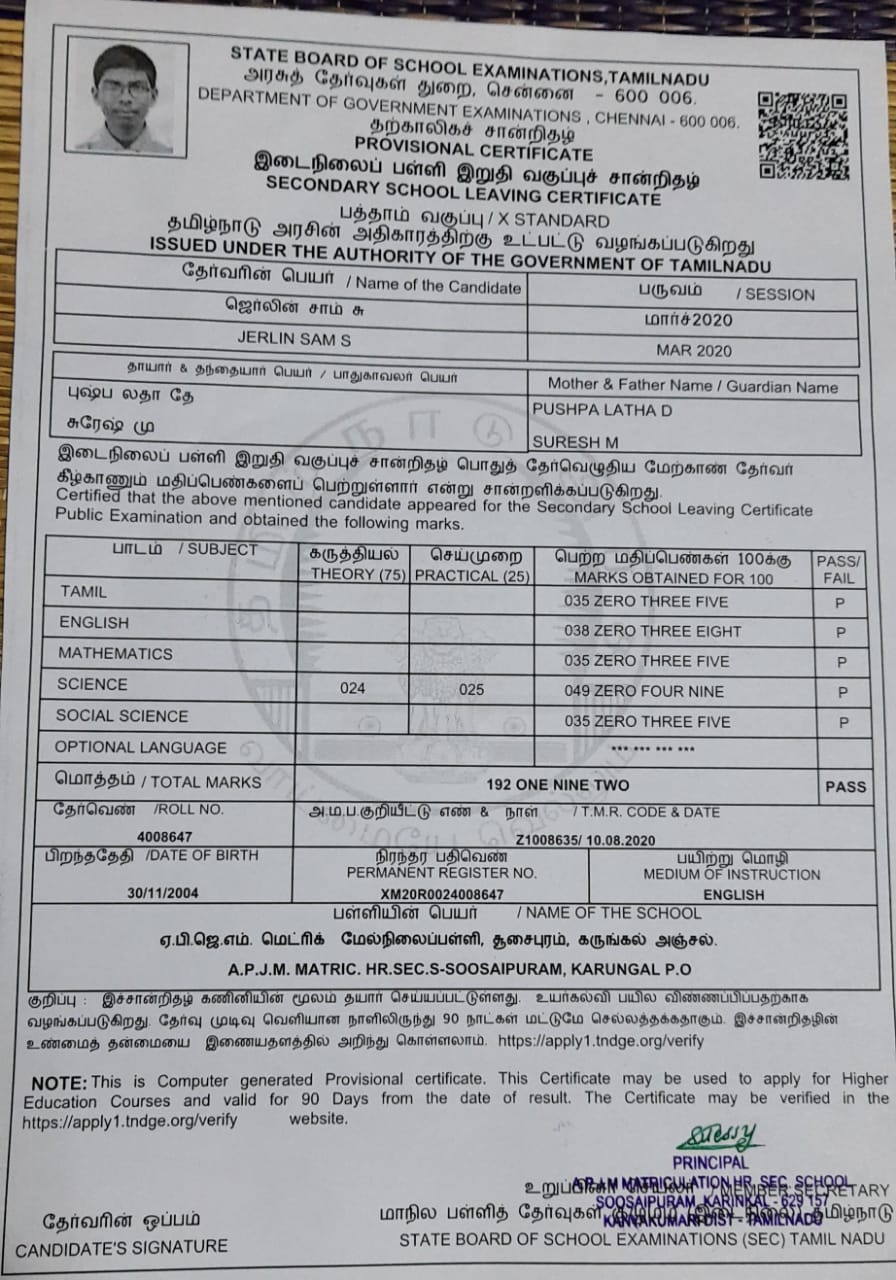 STATE BOARD OF SCHOOL EXAMINATIONS,TAMILNADU
அரசுத் தேர்வுகள் துறை, சென்னை - 600 006.
DEPARTMENT OF GOVERNMENT EXAMINATIONS , CHENNAI - 600 006.
தற்காலிகச் சான்றிதழ்
PROVISIONAL CERTIFICATE
இடைநிலைப் பள்ளி இறுதி வகுப்புச் சான்றிதழ்
SECONDARY SCHOOL LEAVING CERTIFICATE
பத்தாம் வகுப்பு / X STANDARD
தமிழ்நாடு அரசின் அதிகாரத்திற்கு உட்பட்டு வழங்கப்படுகிறது
ISSUED UNDER THE AUTHORITY OF THE GOVERNMENT OF TAMILNADU
தேர்வரின் பெயர் / Name of the Candidate பருவம் / SESSION
ஜெர்லின் சாம் சு மார்ச்2020
JERLIN SAM S MAR 2020
தாயார் & தந்தையார் பெயர் / பாதுகாவலர் பெயர் Mother & Father Name / Guardian Name
புஷ்ப லதா தே PUSHPA LATHA D
சுரேஷ் மு SURESH M
இடைநிலைப் பள்ளி இறுதி வகுப்புச் சான்றிதழ் பொதுத் தேர்வெழுதிய மேற்காண் தேர்வர்
கீழ்காணும் மதிப்பெண்களைப் பெற்றுள்ளார் என்று சான்றளிக்கப்படுகிறது.
Certified that the above mentioned candidate appeared for the Secondary School Leaving Certificate
Public Examination and obtained the following marks.
பாடம் / SUBJECT கருத்தியல் செய்முறை பெற்ற மதிப்பெண்கள் 100க்கு PASS/
THEORY (75) PRACTICAL (25) MARKS OBTAINED FOR 100 FAIL
TAMIL 035 ZERO THREE FIVE P
ENGLISH 038 ZERO THREE EIGHT P
MATHEMATICS 035 ZERO THREE FIVE P
SCIENCE 024 025 049 ZERO FOUR NINE P
SOCIAL SCIENCE 035 ZERO THREE FIVE P
OPTIONAL LANGUAGE *** *** *** ***
மொத்தம் / TOTAL MARKS 192 ONE NINE TWO PASS
தேர்வெண் /ROLL NO. அ.ம.ப.குறியீட்டு எண் & நாள் / T.M.R. CODE & DATE
4008647 Z1008635/ 10.08.2020
பிறந்ததேதி /DATE OF BIRTH நிரந்தர பதிவெண் பயிற்று மொழி
PERMANENT REGISTER NO. MEDIUM OF INSTRUCTION
30/11/2004 XM20R0024008647 ENGLISH
பள்ளியின் பெயர் / NAME OF THE SCHOOL
ஏ.பி.ஜெ.எம். மெட்ரிக் மேல்நிலைப்பள்ளி, சூசைபுரம், கருங்கல் அஞ்சல்.
A.P.J.M. MATRIC. HR.SEC.S-SOOSAIPURAM, KARUNGAL P.O
குறிப்பு : இச்சான்றிதழ் கணினியின் மூலம் தயார் செய்யப்பட்டுள்ளது. உயர்கல்வி பயில விண்ணப்பிப்பதற்காக
வழங்கப்படுகிறது. தேர்வு முடிவு வெளியான நாளிலிருந்து 90 நாட்கள் மட்டுமே செல்லத்தக்கதாகும். இச்சான்றிதழின்
உண்மைத் தன்மையை இணையதளத்தில் அறிந்து கொள்ளலாம். https://apply1.tndge.org/verify
NOTE: This is Computer generated Provisional certificate. This Certificate may be used to apply for Higher
Education Courses and valid for 90 Days from the date of result. The Certificate may be verified in the
https://apply1.tndge.org/verify website.
PRINCIPAL
A.P.J.M MATRICULATION HR. SEC. SCHOOL
SOOSAIPURAM, KARINKAL - 629 157
KANYAKUMARI DIST - TAMILNADU
MEMBER SECRETARY
தேர்வரின் ஒப்பம் மாநில பள்ளித் தேர்வுகள் தமிழ்நாடு
CANDIDATE'S SIGNATURE STATE BOARD OF SCHOOL EXAMINATIONS (SEC) TAMIL NADU